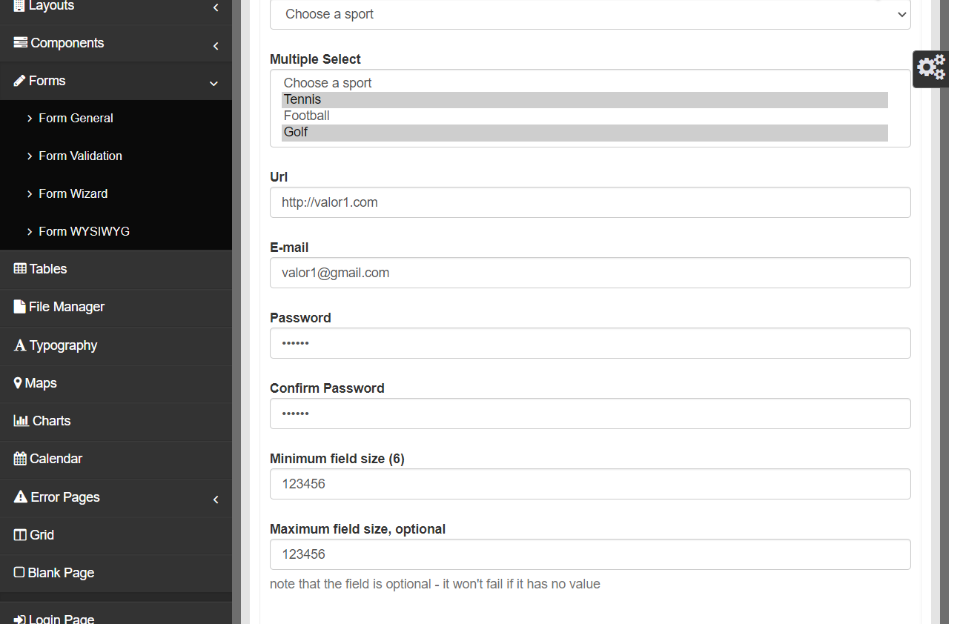 Layouts
Components
Forms
Form General
Form Validation
Form Wizard
Form WYSIWYG
Tables
File Manager
Typography
Maps
Charts
Calendar
Error Pages
Grid
Blank Page
Login Page
Choose a sport
Multiple Select
Choose a sport
Tennis
Football
Golf
Url
http://valor1.com
E-mail
valor1@gmail.com
Password
••••••
Confirm Password
••••••
Minimum field size (6)
123456
Maximum field size, optional
123456
note that the field is optional - it won't fail if it has no value